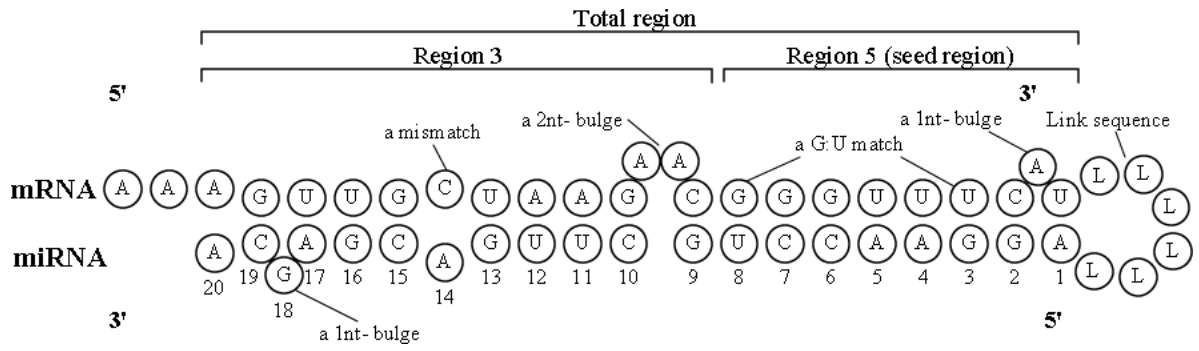 Total region
Region 3 Region 5 (seed region)
5' 3'
a mismatch a 2nt- bulge a G:U match a 1nt- bulge Link sequence
A A A L L
mRNA A A A G U U G C U A A G C G G G U U U C U L
miRNA A C A G C A G U U C G U C C A A G G A L
G L L
20 19 18 17 16 15 14 13 12 11 10 9 8 7 6 5 4 3 2 1
3' a 1nt- bulge 5'